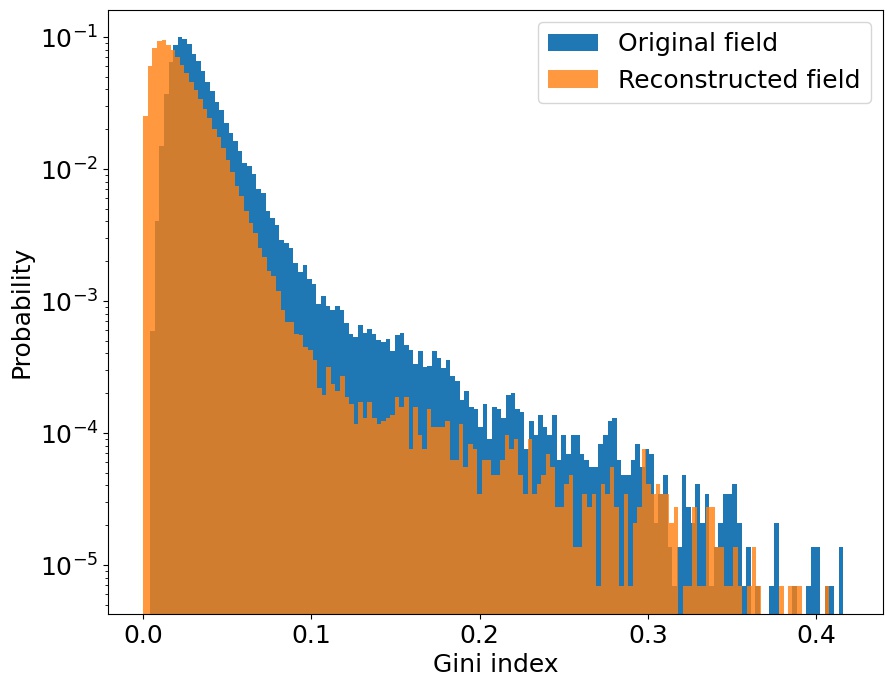 Original field
Reconstructed field
10⁻¹
10⁻²
10⁻³
10⁻⁴
10⁻⁵
Probability
0.0 0.1 0.2 0.3 0.4
Gini index